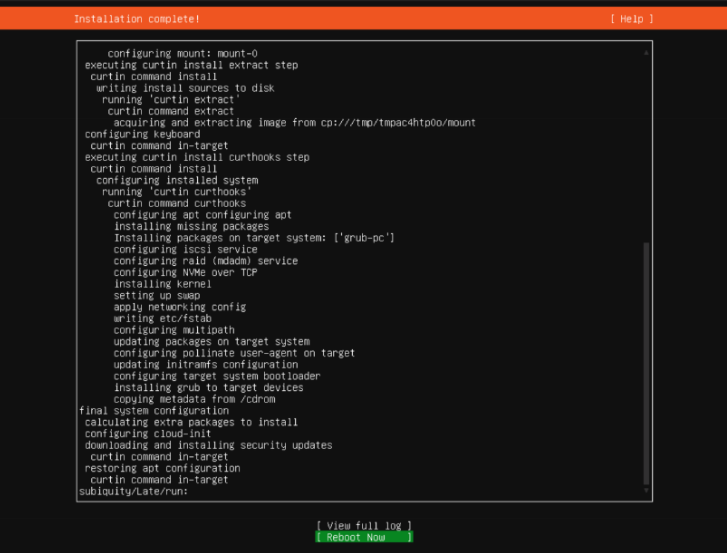 Installation complete!
[ Help ]
configuring mount: mount-0
executing curtin install extract step
curtin command install
writing install sources to disk
running 'curtin extract'
curtin command extract
acquiring and extracting image from cp:///tmp/tmpac4htp0o/mount
configuring keyboard
curtin command in-target
executing curtin install curthooks step
curtin command install
configuring installed system
running 'curtin curthooks'
curtin command curthooks
configuring apt configuring apt
installing missing packages
Installing packages on target system: ['grub-pc']
configuring iscsi service
configuring raid (mdadm) service
configuring NVMe over TCP
installing kernel
setting up swap
apply networking config
writing etc/fstab
configuring multipath
updating packages on target system
configuring pollinate user-agent on target
updating initramfs configuration
configuring target system bootloader
installing grub to target devices
copying metadata from /cdrom
final system configuration
calculating extra packages to install
configuring cloud-init
downloading and installing security updates
curtin command in-target
restoring apt configuration
curtin command in-target
subiquity/Late/run:
[ View full log ]
[ Reboot Now ]